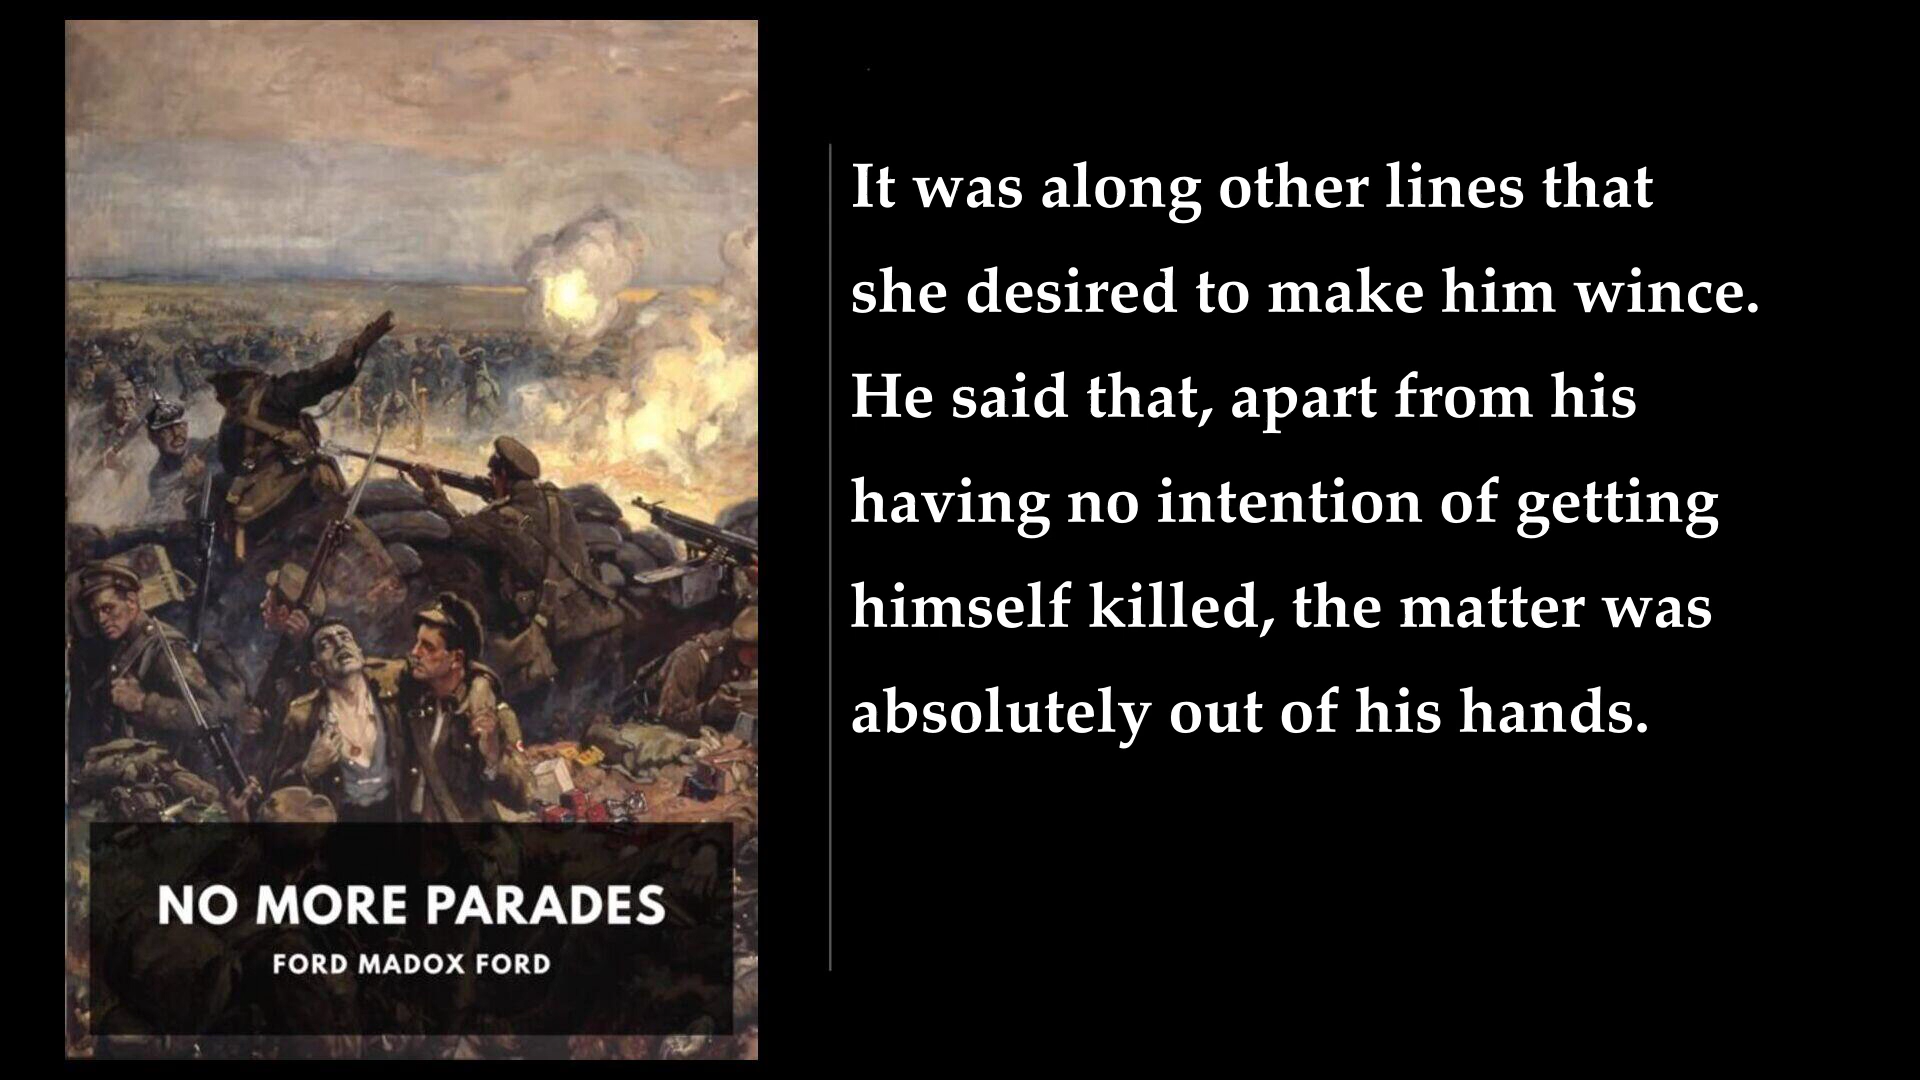 NO MORE PARADES
FORD MADOX FORD
It was along other lines that
she desired to make him wince.
He said that, apart from his
having no intention of getting
himself killed, the matter was
absolutely out of his hands.